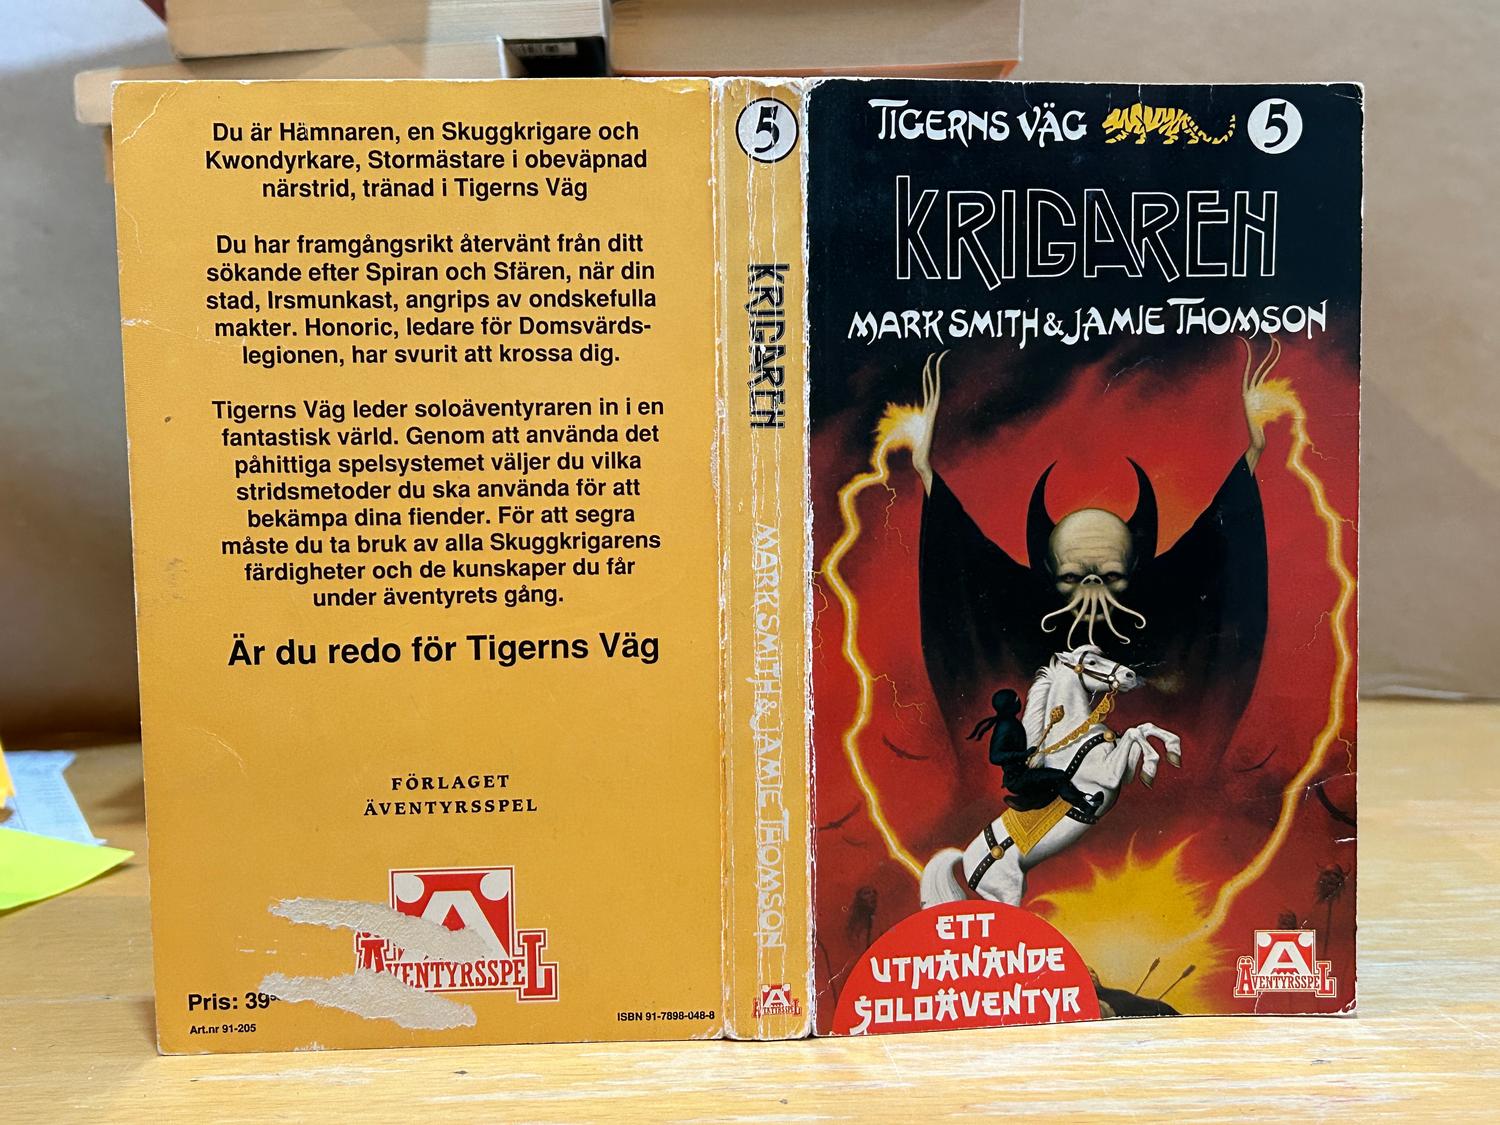 Du är Hämnaren, en Skuggkrigare och
Kwondyrkare, Stormästare i obeväpnad
närstrid, tränad i Tigerns Väg
Du har framgångsrikt återvänt från ditt
sökande efter Spiran och Sfären, när din
stad, Irsmunkast, angrips av ondskefulla
makter. Honoric, ledare för Domsvärds-
legionen, har svurit att krossa dig.
Tigerns Väg leder soloäventyraren in i en
fantastisk värld. Genom att använda det
påhittiga spelsystemet väljer du vilka
stridsmetoder du ska använda för att
bekämpa dina fiender. För att segra
måste du ta bruk av alla Skuggkrigarens
färdigheter och de kunskaper du får
under äventyrets gång.
Är du redo för Tigerns Väg
FÖRLAGET
ÄVENTYRSSPEL
ÄVENTYRSSPEL
Pris: 39
Art.nr 91-205
ISBN 91-7898-048-8
5
KRIGAREN
MARK SMITH & JAMIE THOMSON
ÄVENTYRSSPEL
TIGERNS VÄG 5
KRIGAREN
MARK SMITH & JAMIE THOMSON
ETT
UTMANANDE
SOLOÄVENTYR
ÄVENTYRSSPEL